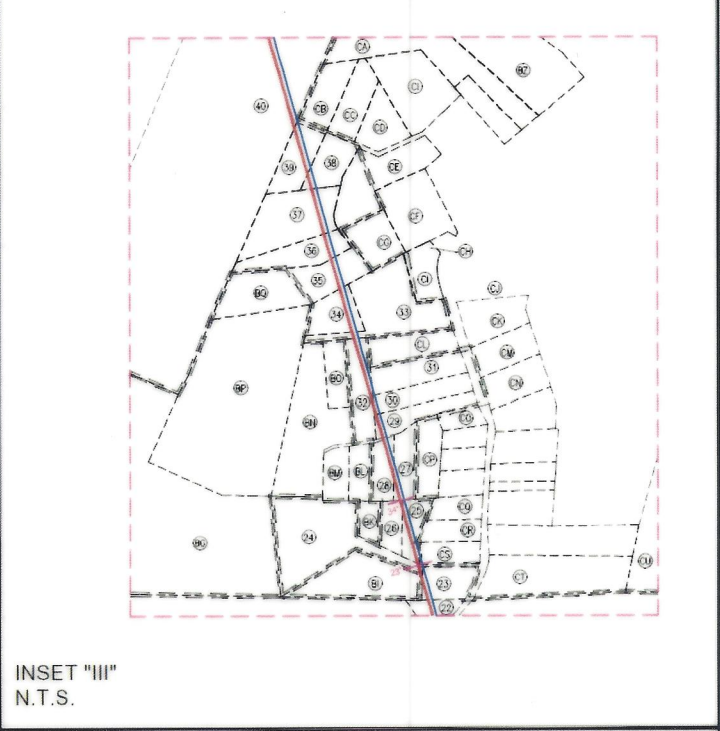 CA
BZ
CI
40
CB
CC
CD
39
38
CE
37
CF
CG
36
CH
35
CI
BQ
CJ
34
33
CK
CL
CM
31
BO
CN
BP
32
30
29
CO
BN
27
CP
BM
BL
28
25
CQ
BK
26
CR
24
BG
CS
CU
BI
23
CT
22
INSET "III"
N.T.S.